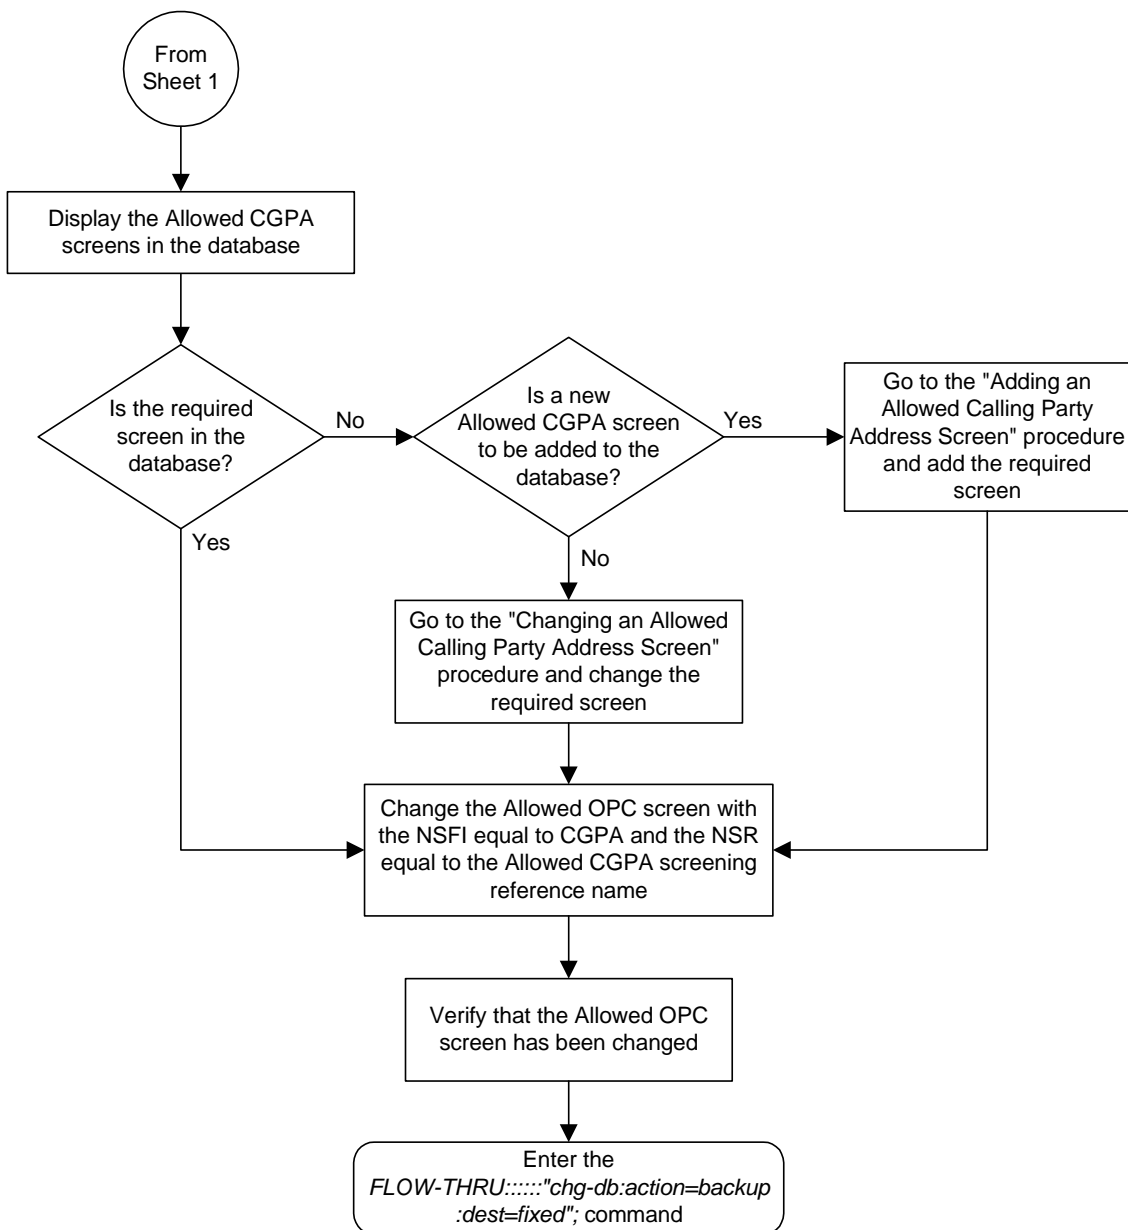 From
Sheet 1
Display the Allowed CGPA
screens in the database
Is the required
screen in the
database?
No
Yes
Is a new
Allowed CGPA screen
to be added to the
database?
Yes
No
Go to the "Adding an
Allowed Calling Party
Address Screen" procedure
and add the required
screen
Go to the "Changing an Allowed
Calling Party Address Screen"
procedure and change the
required screen
Change the Allowed OPC screen with
the NSFI equal to CGPA and the NSR
equal to the Allowed CGPA screening
reference name
Verify that the Allowed OPC
screen has been changed
Enter the
FLOW-THRU::::::"chg-db:action=backup
:dest=fixed"; command